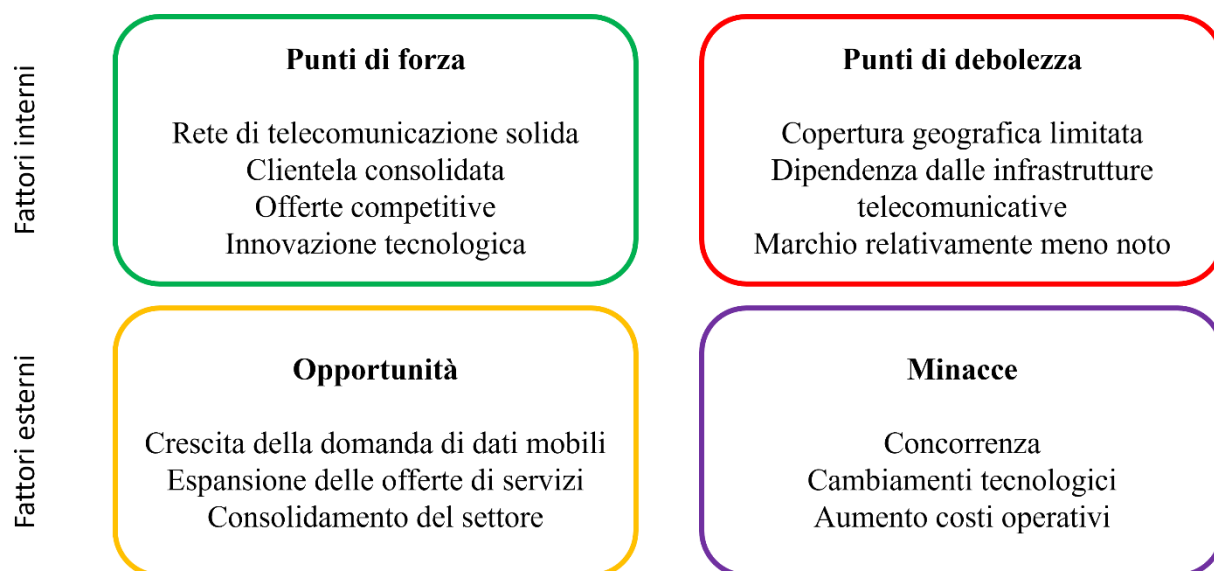 Fattori interni
Punti di forza
Rete di telecomunicazione solida
Clientela consolidata
Offerte competitive
Innovazione tecnologica
Punti di debolezza
Copertura geografica limitata
Dipendenza dalle infrastrutture
telecomunicative
Marchio relativamente meno noto
Fattori esterni
Opportunità
Crescita della domanda di dati mobili
Espansione delle offerte di servizi
Consolidamento del settore
Minacce
Concorrenza
Cambiamenti tecnologici
Aumento costi operativi